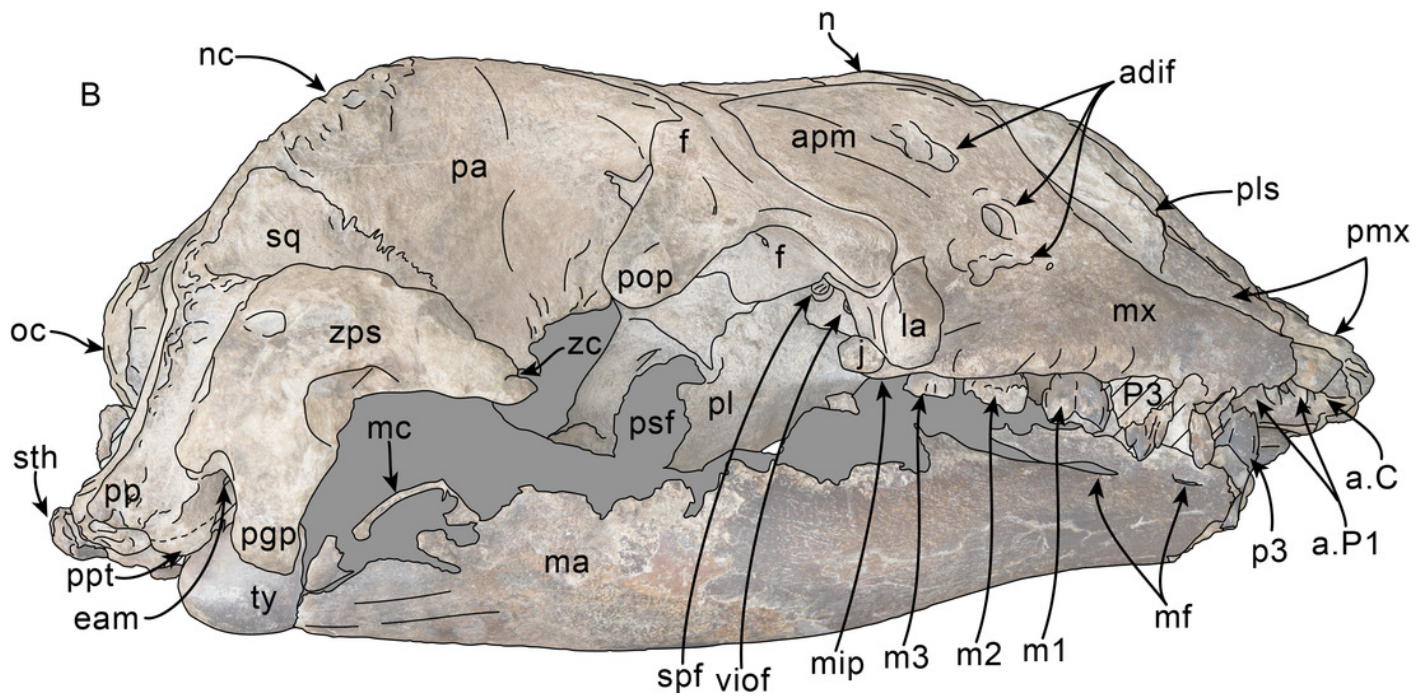 B
nc
n
adif
apm
f
pa
pls
sq
pmx
f
pop
oc
zps
la
mx
zc
j
mc
psf
pl
P3
sth
pp
a.C
pgp
p3
a.P1
ppt
ma
ty
mf
eam
spf
viof
mip
m3
m2
m1